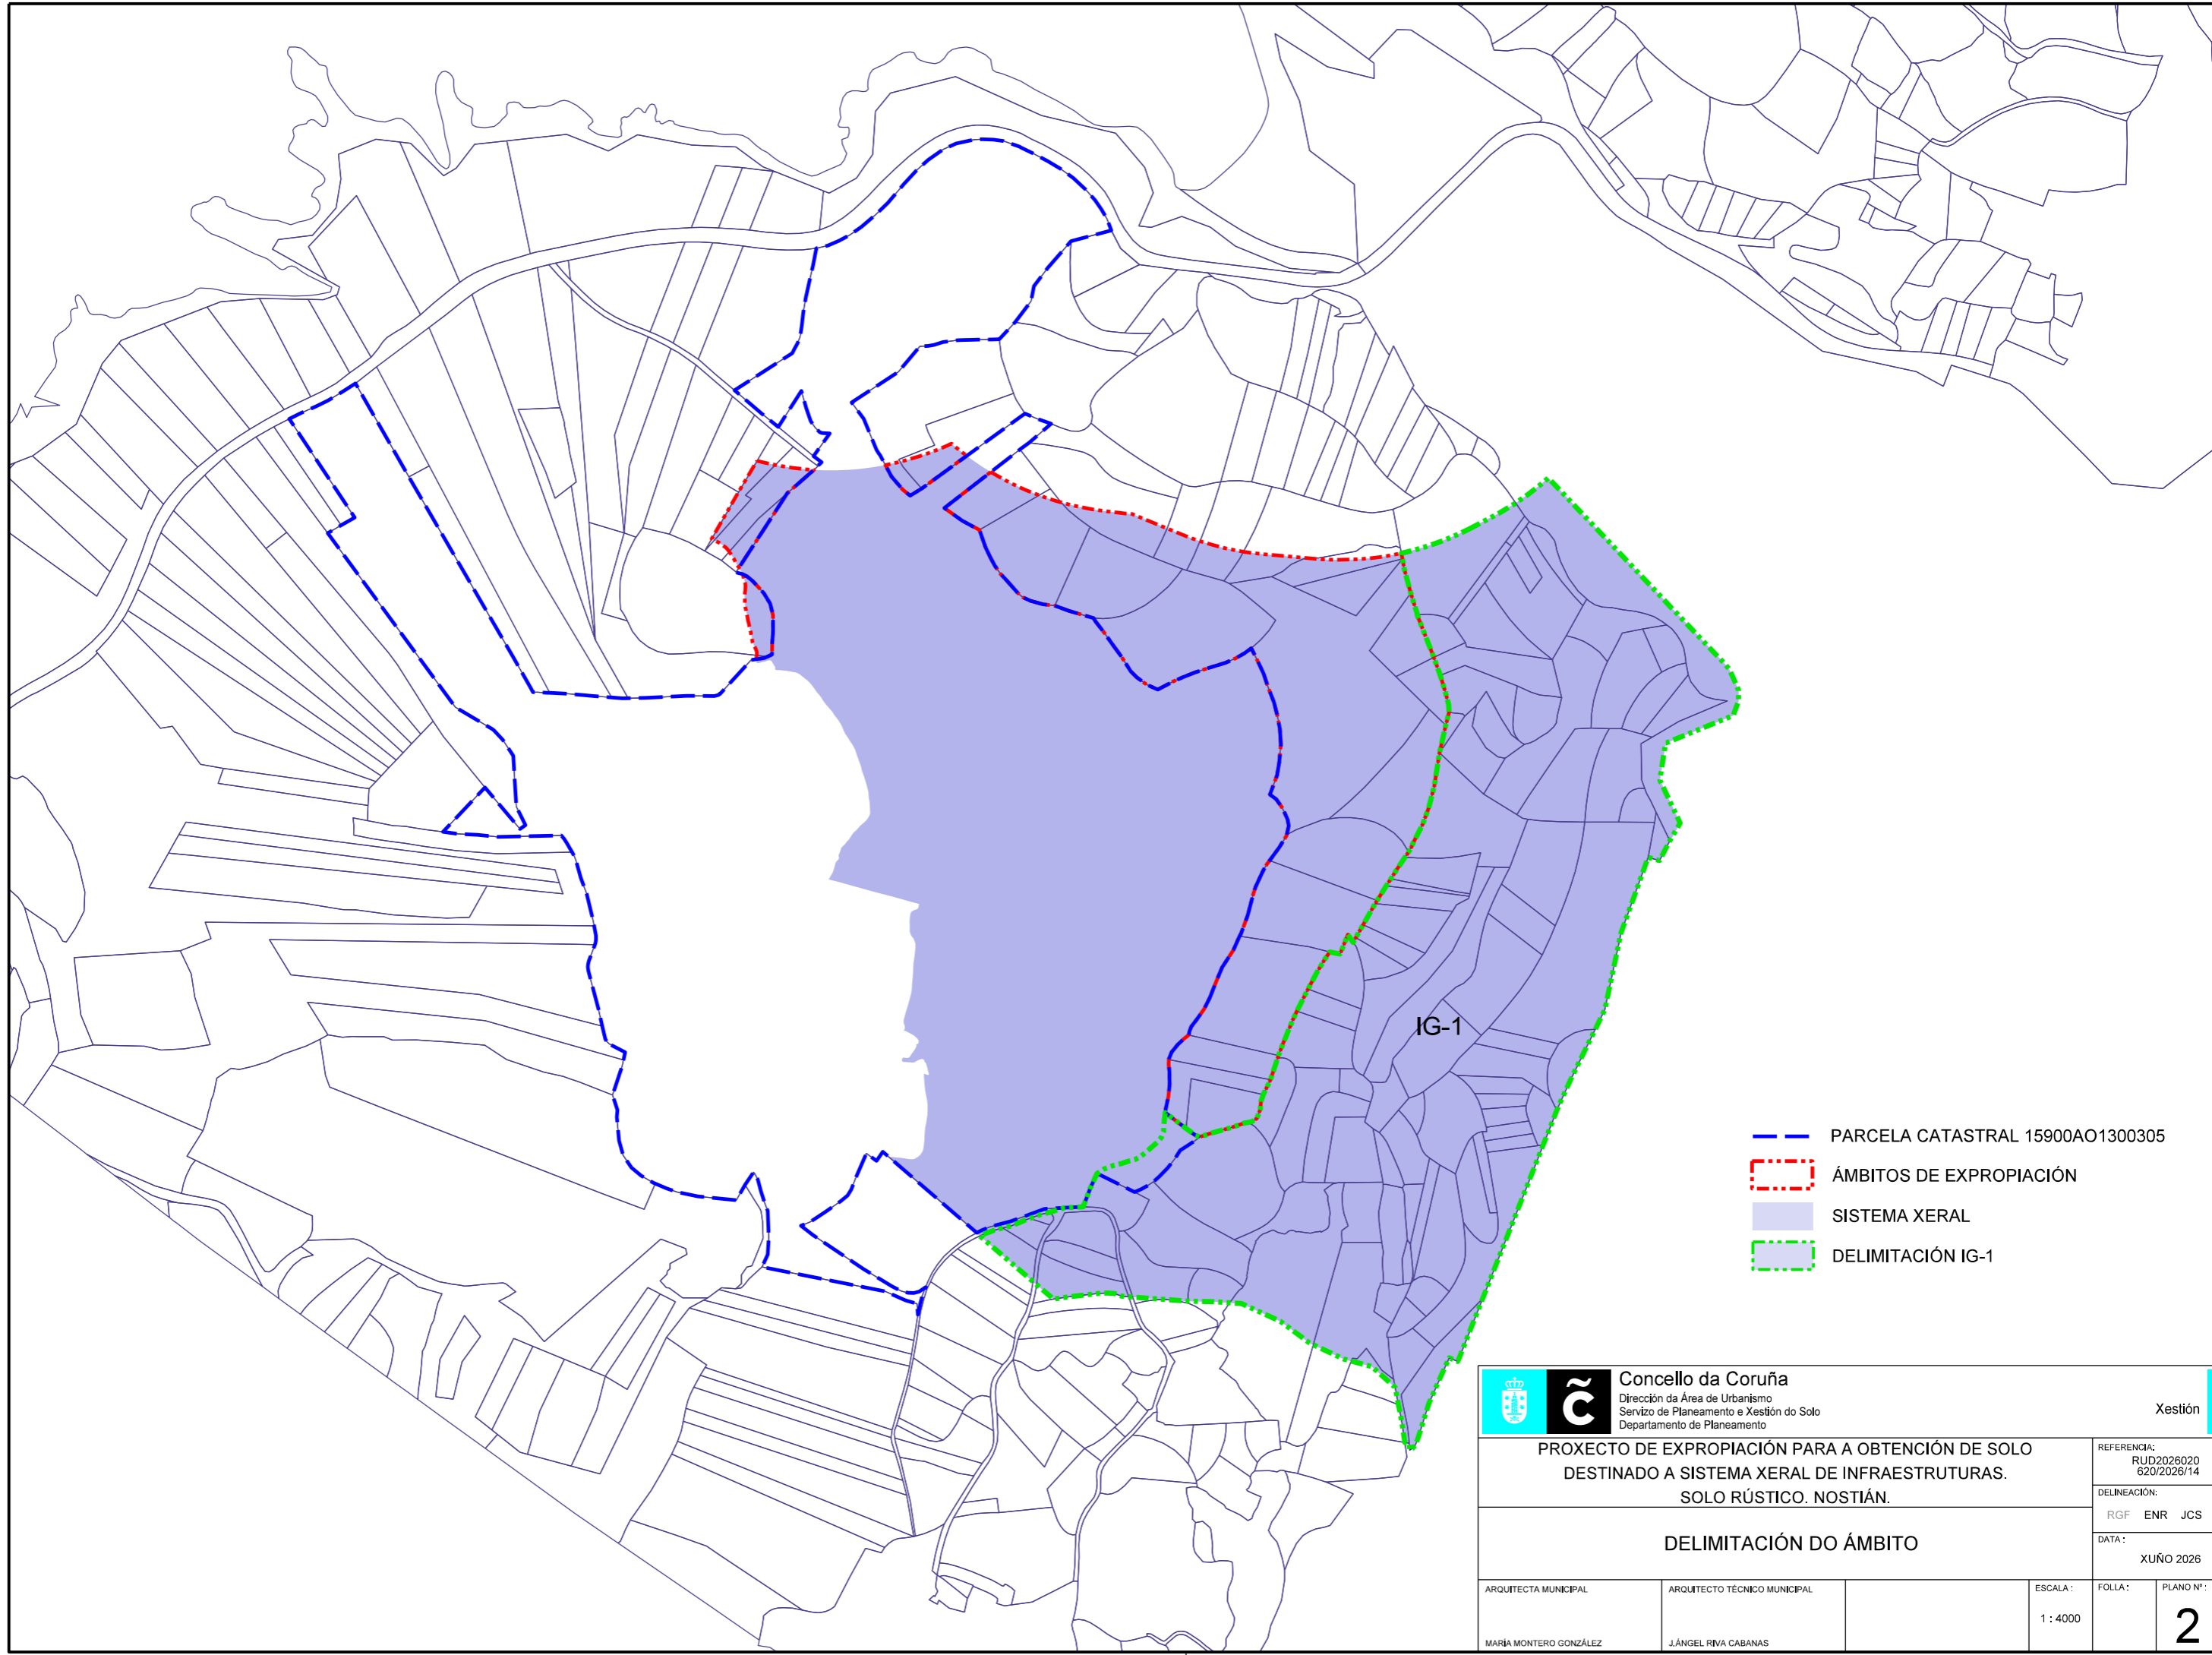 IG-1
PARCELA CATASTRAL 15900AO1300305
ÁMBITOS DE EXPROPIACIÓN
SISTEMA XERAL
DELIMITACIÓN IG-1
Concello da Coruña
Dirección da Área de Urbanismo
Servizo de Planeamento e Xestión do Solo
Departamento de Planeamento
Xestión
PROXECTO DE EXPROPIACIÓN PARA A OBTENCIÓN DE SOLO
DESTINADO A SISTEMA XERAL DE INFRAESTRUTURAS.
SOLO RÚSTICO. NOSTIÁN.
REFERENCIA:
RUD2026020
620/2026/14
DELINEACIÓN:
RGF ENR JCS
DELIMITACIÓN DO ÁMBITO
DATA:
XUÑO 2026
ARQUITECTA MUNICIPAL
MARÍA MONTERO GONZÁLEZ
ARQUITECTO TÉCNICO MUNICIPAL
J.ÁNGEL RIVA CABANAS
ESCALA:
1 : 4000
FOLLA:
PLANO Nº:
2